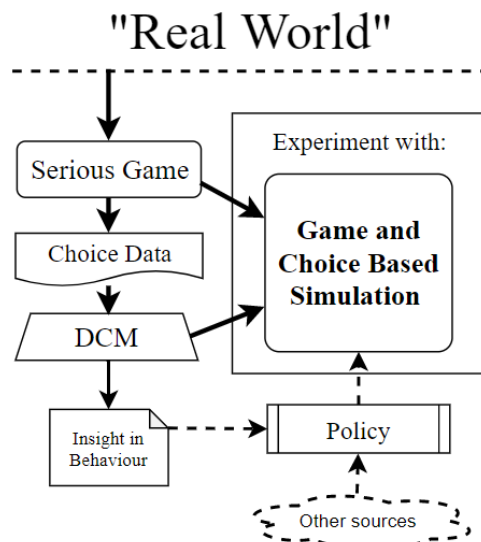 "Real World"
Serious Game
Choice Data
DCM
Insight in
Behaviour
Experiment with:
Game and
Choice Based
Simulation
Policy
Other sources